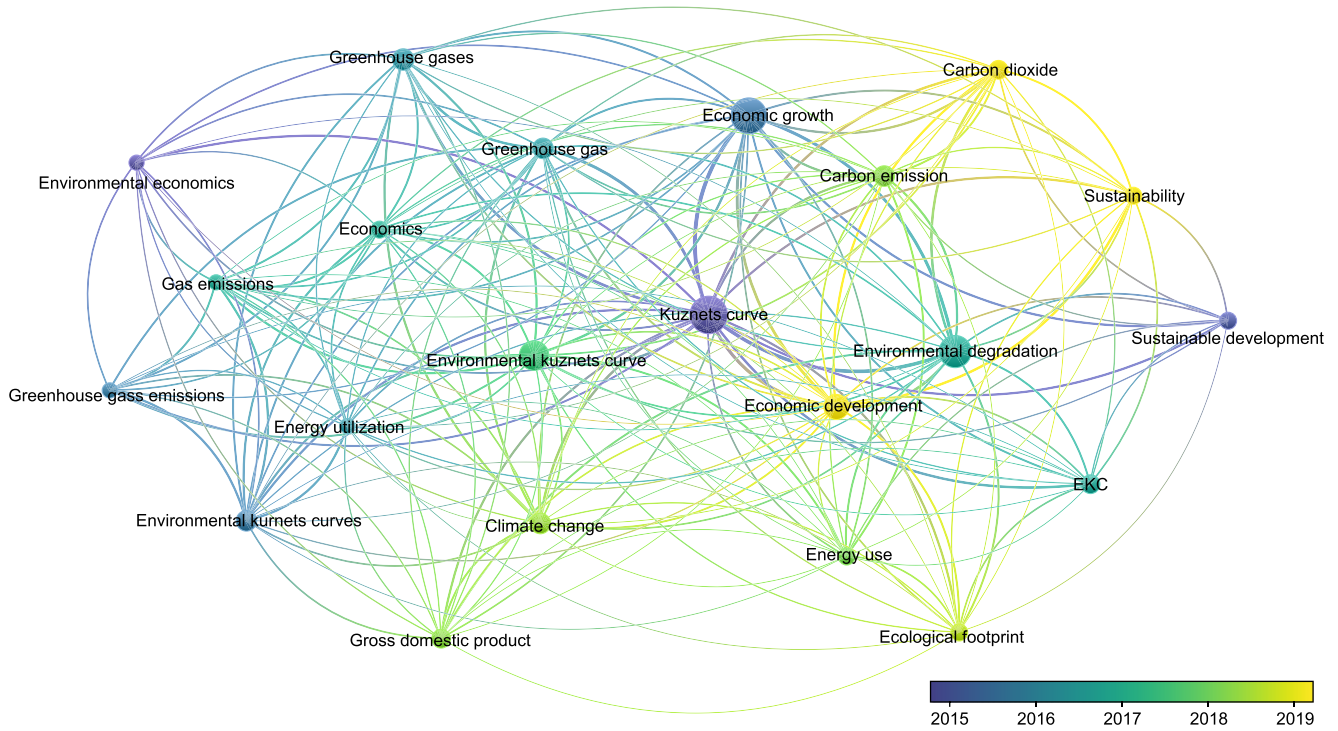 Greenhouse gases
Carbon dioxide
Economic growth
Greenhouse gas
Carbon emission
Environmental economics
Sustainability
Economics
Gas emissions
Kuznets curve
Sustainable development
Environmental kuznets curve
Environmental degradation
Greenhouse gass emissions
Economic development
Energy utilization
EKC
Environmental kurnets curves
Climate change
Energy use
Gross domestic product
Ecological footprint
2015 2016 2017 2018 2019